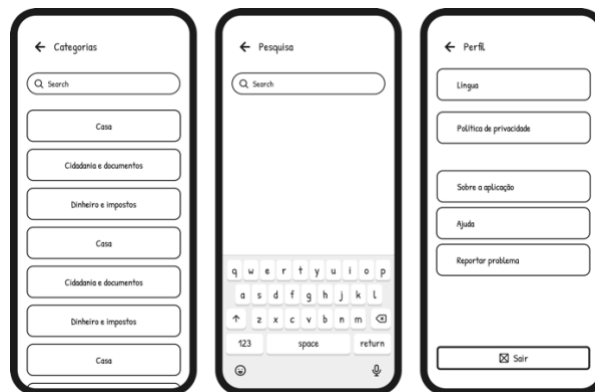 Categorias
Search
Casa
Cidadania e documentos
Dinheiro e impostos
Casa
Cidadania e documentos
Dinheiro e impostos
Casa
Pesquisa
Search
q w e r t y u i o p
a s d f g h j k l
z x c v b n m
123 space return
Perfil
Língua
Política de privacidade
Sobre a aplicação
Ajuda
Reportar problema
Sair